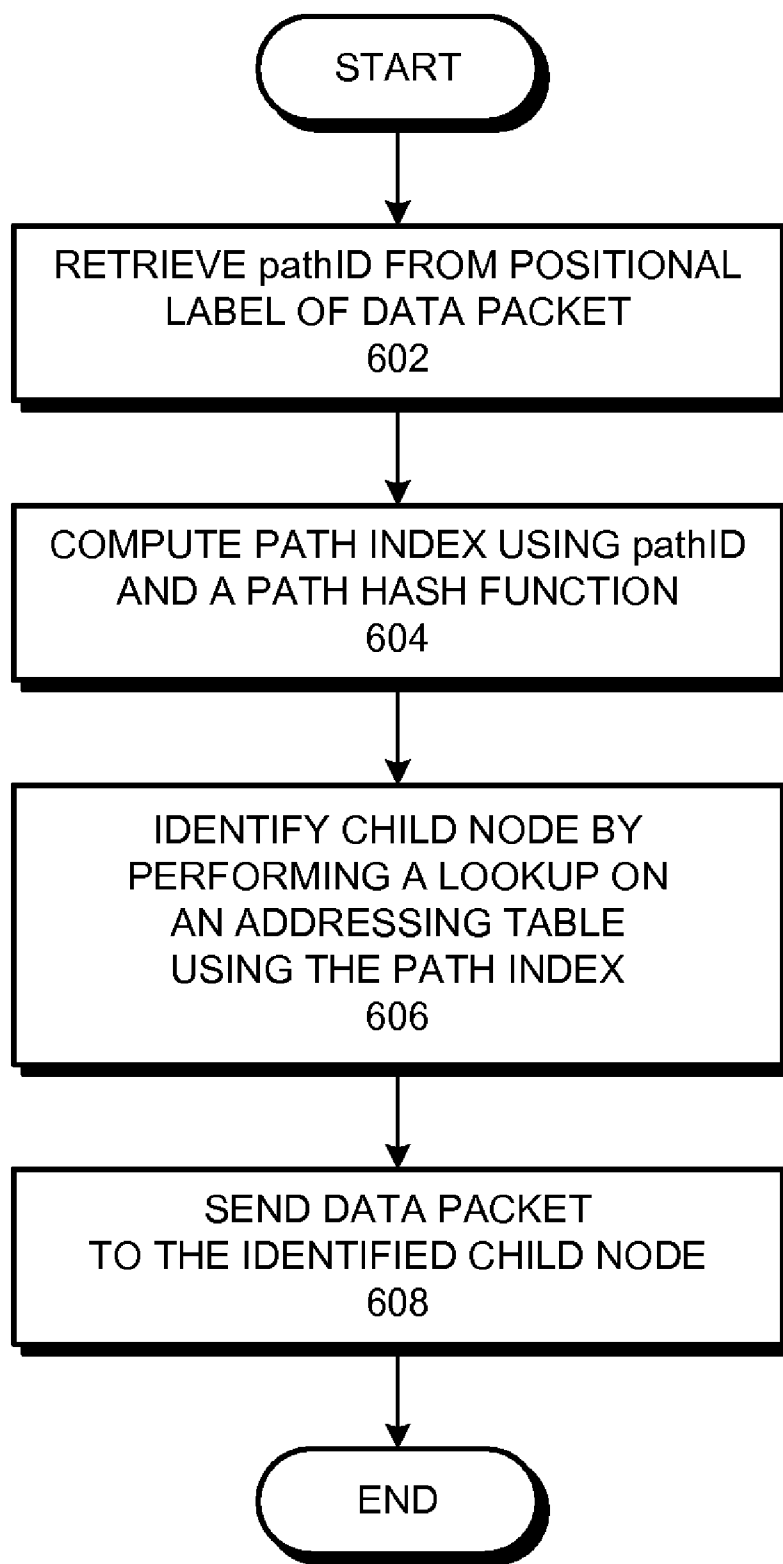 START
RETRIEVE pathID FROM POSITIONAL
LABEL OF DATA PACKET
602
COMPUTE PATH INDEX USING pathID
AND A PATH HASH FUNCTION
604
IDENTIFY CHILD NODE BY
PERFORMING A LOOKUP ON
AN ADDRESSING TABLE
USING THE PATH INDEX
606
SEND DATA PACKET
TO THE IDENTIFIED CHILD NODE
608
END